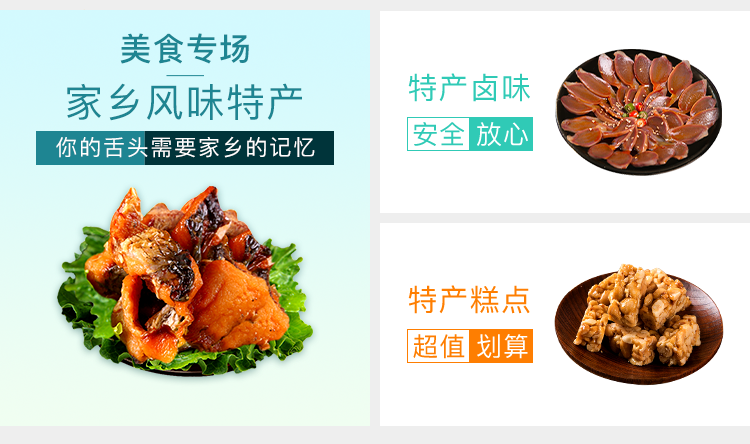 美食专场
家乡风味特产
你的舌头需要家乡的记忆
特产卤味
安全 放心
特产糕点
超值 划算